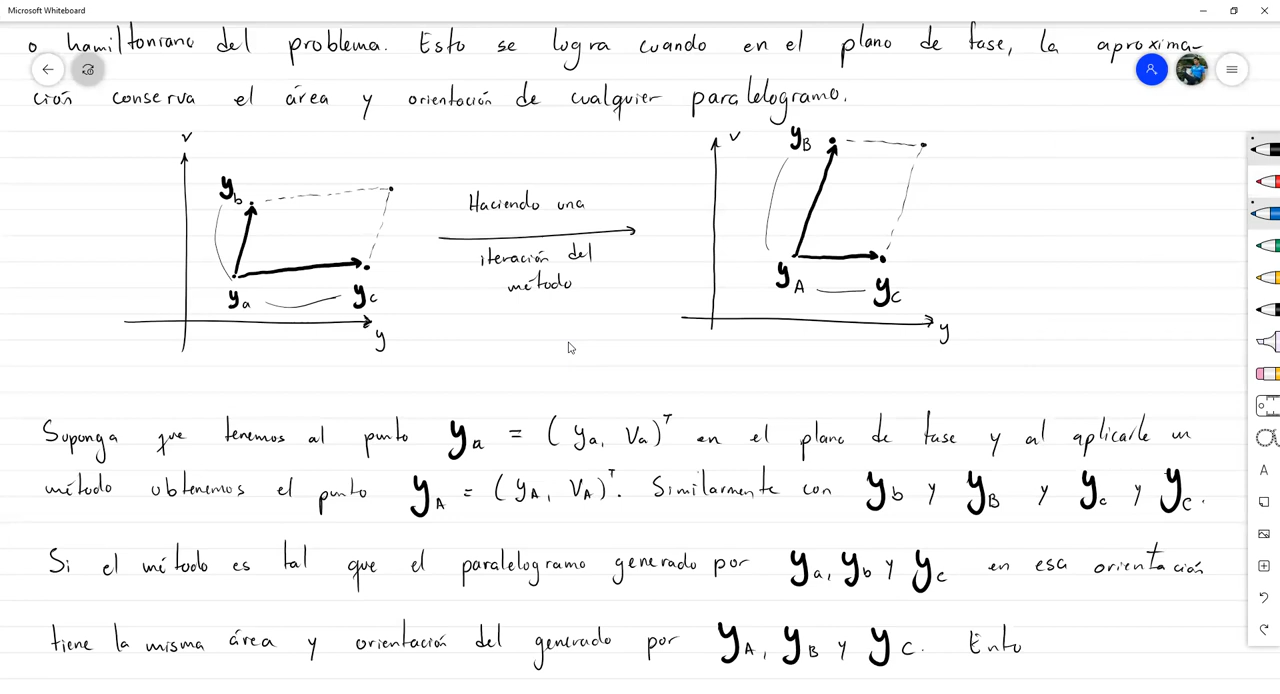 Microsoft Whiteboard
o hamiltoniano del problema. Esto se logra cuando en el plano de fase, la aproxima-
ción conserva el área y orientación de cualquier paralelogramo.
v
y_b
y_a
y_c
y
Haciendo una
iteración del
método
v
y_B
y_A
y_C
y
Suponga que tenemos al punto y_a = (y_a, v_a)^T en el plano de fase y al aplicarle un
método obtenemos el punto y_A = (y_A, v_A)^T. Similarmente con y_b y y_B y y_c y y_C.
Si el método es tal que el paralelogramo generado por y_a, y_b y y_c en esa orientación
tiene la misma área y orientación del generado por y_A, y_B y y_C. Ento
A